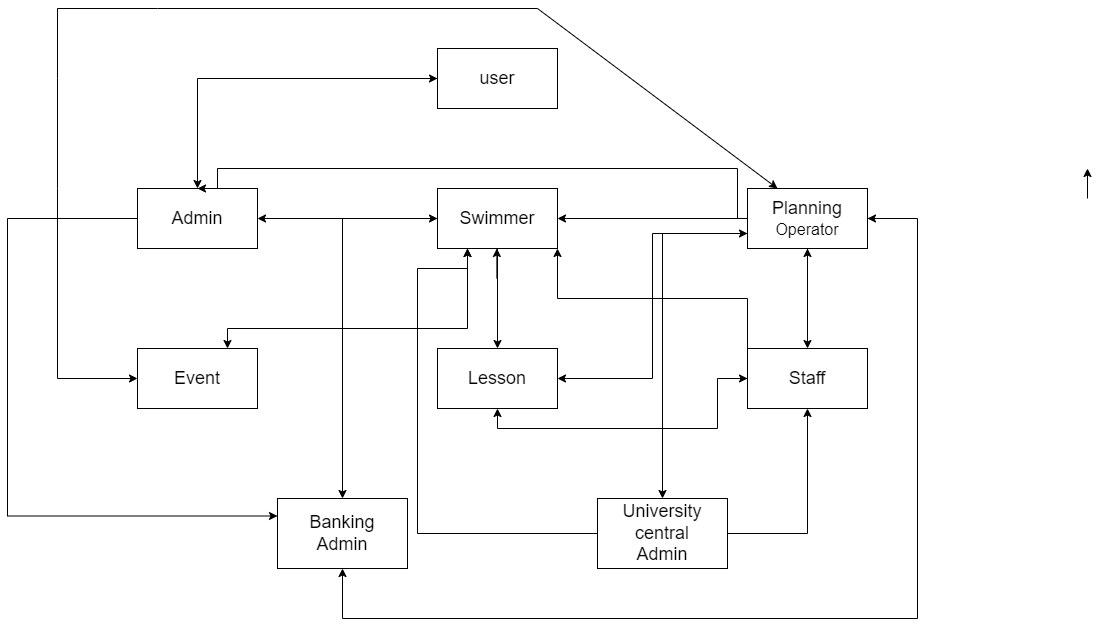 user
Admin
Swimmer
Planning
Operator
Event
Lesson
Staff
Banking
Admin
University
central
Admin